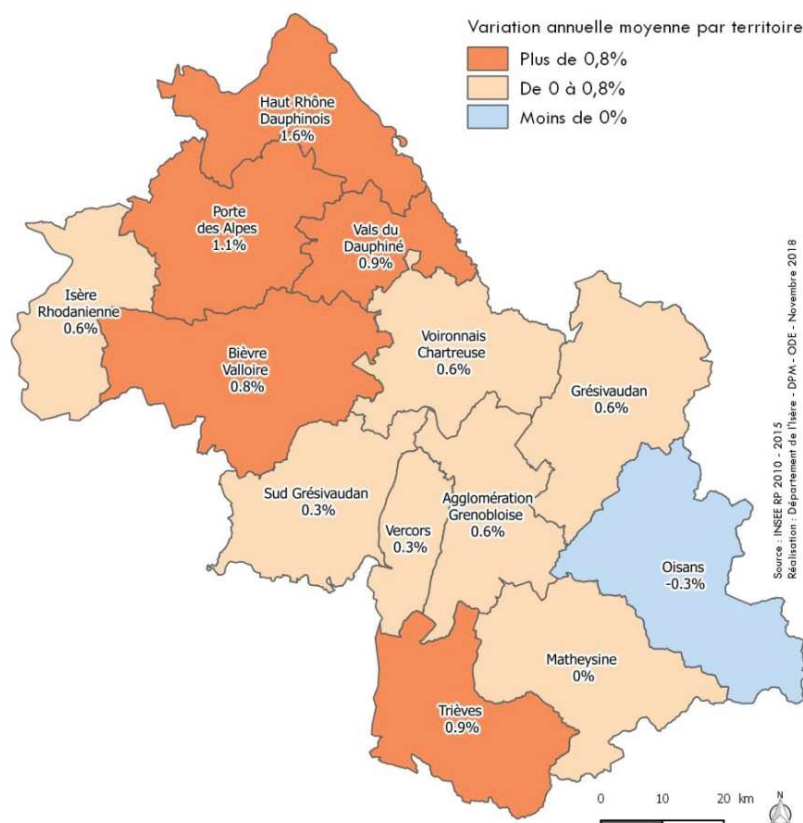 Variation annuelle moyenne par territoire
Plus de 0,8%
De 0 à 0,8%
Moins de 0%
Haut Rhône
Dauphinois
1.6%
Porte
des Alpes
1.1%
Vals du
Dauphiné
0.9%
Isère
Rhodanienne
0.6%
Bièvre
Valloire
0.8%
Voironnais
Chartreuse
0.6%
Grésivaudan
0.6%
Sud Grésivaudan
0.3%
Vercors
0.3%
Agglomération
Grenobloise
0.6%
Oisans
-0.3%
Matheysine
0%
Trièves
0.9%
Source : INSEE RP 2010 - 2015
Réalisation : Département de l'Isère - DPM - ODE - Novembre 2018
0 10 20 km
N